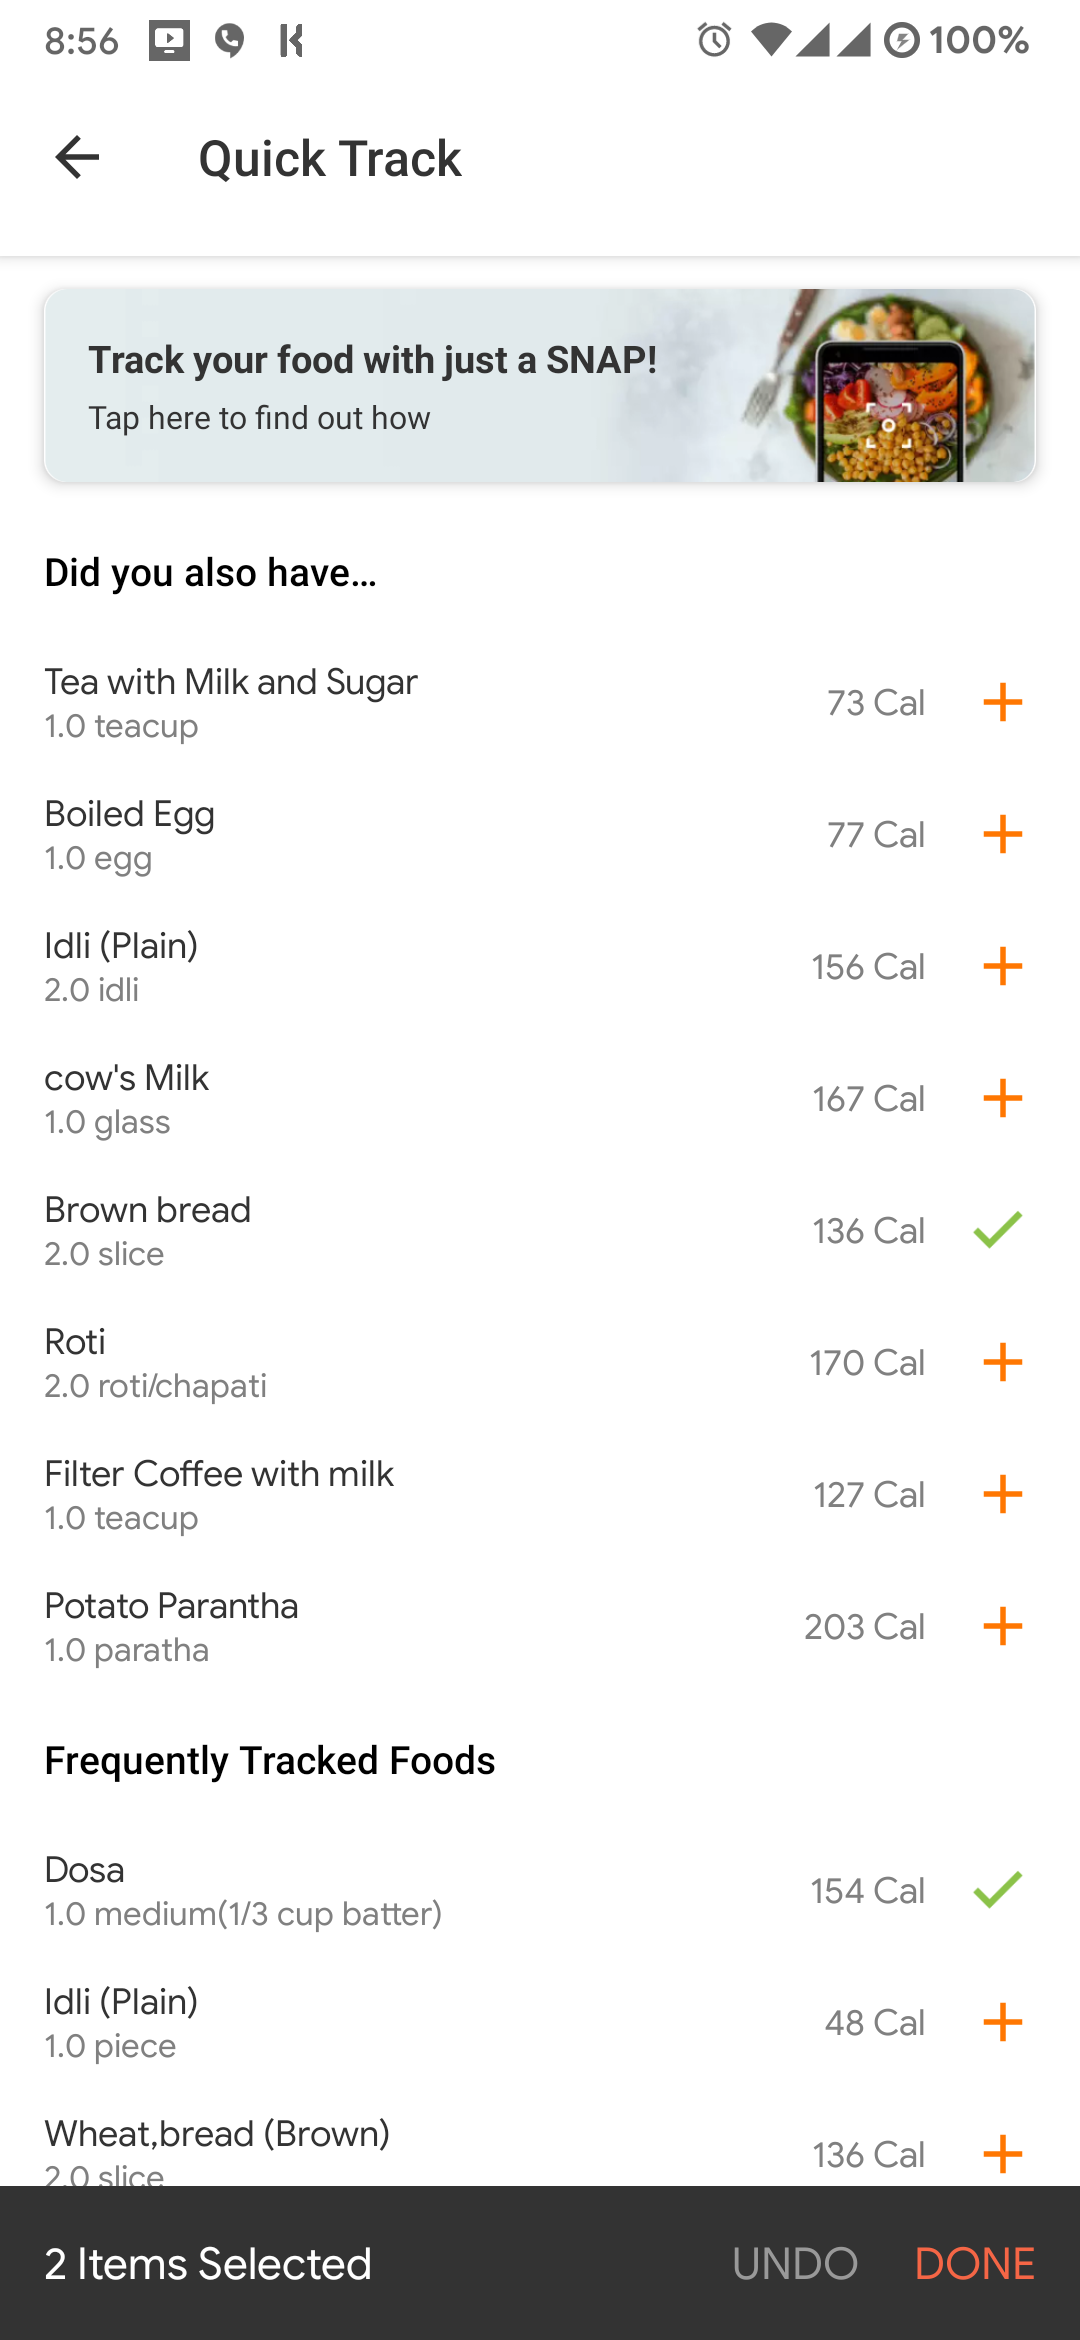 8:56
100%
Quick Track
Track your food with just a SNAP!
Tap here to find out how
Did you also have...
Tea with Milk and Sugar
1.0 teacup
73 Cal
Boiled Egg
1.0 egg
77 Cal
Idli (Plain)
2.0 idli
156 Cal
cow's Milk
1.0 glass
167 Cal
Brown bread
2.0 slice
136 Cal
Roti
2.0 roti/chapati
170 Cal
Filter Coffee with milk
1.0 teacup
127 Cal
Potato Parantha
1.0 paratha
203 Cal
Frequently Tracked Foods
Dosa
1.0 medium(1/3 cup batter)
154 Cal
Idli (Plain)
1.0 piece
48 Cal
Wheat,bread (Brown)
2.0 slice
136 Cal
2 Items Selected
UNDO
DONE